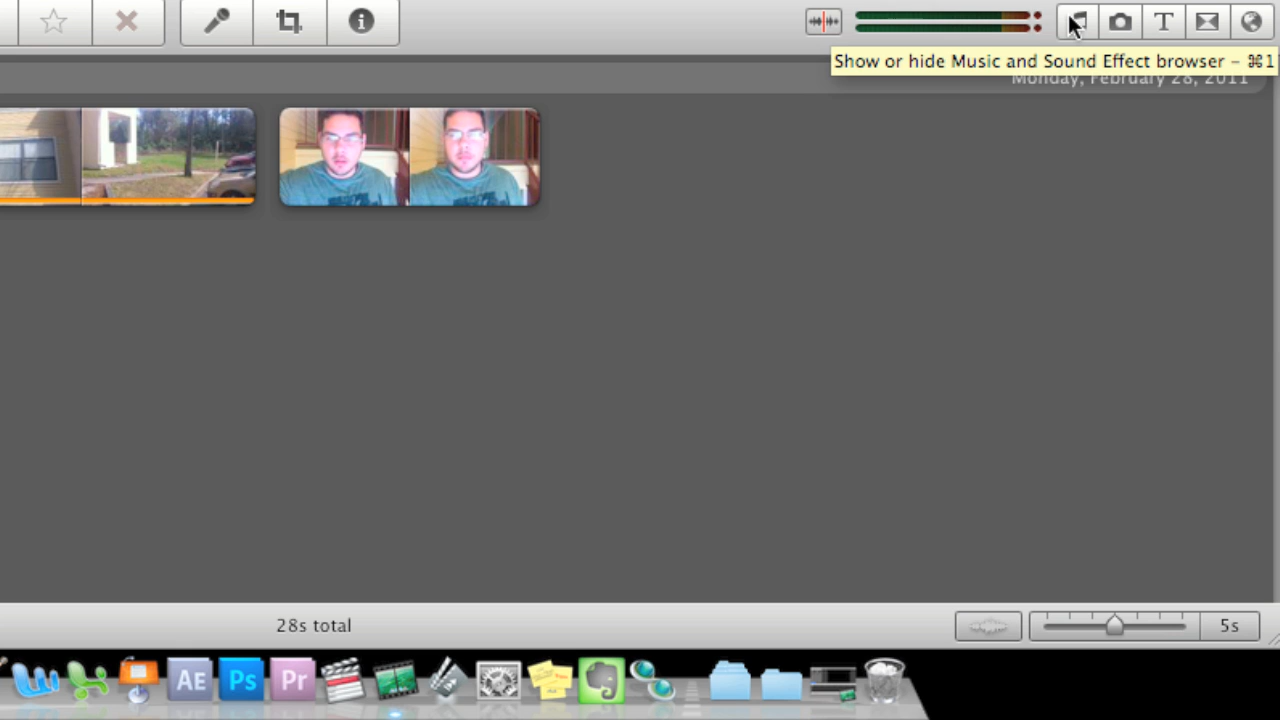 T
Show or hide Music and Sound Effect browser – ⌘1
Monday, February 28, 2011
28s total
5s
AE
Ps
Pr